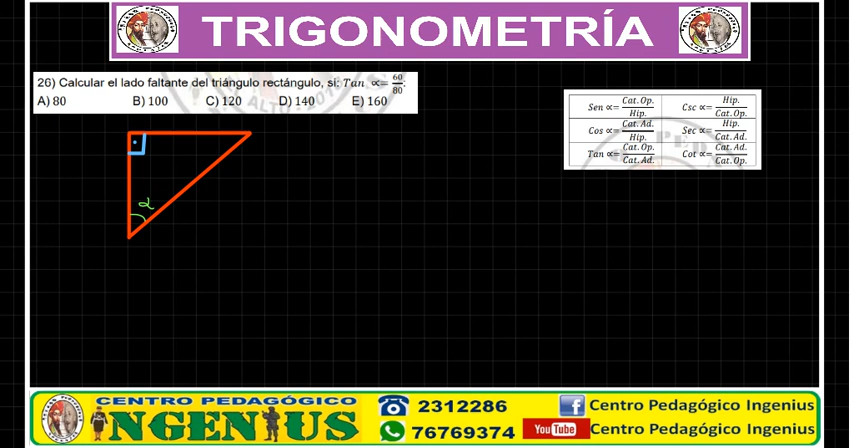 TRIGONOMETRÍA
26) Calcular el lado faltante del triángulo rectángulo, si: Tan ∝= 60/80:
A) 80 B) 100 C) 120 D) 140 E) 160
Sen ∝= Cat. Op./Hip. Csc ∝= Hip./Cat. Op.
Cos ∝= Cat. Ad./Hip. Sec ∝= Hip./Cat. Ad.
Tan ∝= Cat. Op./Cat. Ad. Cot ∝= Cat. Ad./Cat. Op.
α
CENTRO PEDAGÓGICO
INGENIUS
2312286
76769374
Centro Pedagógico Ingenius
YouTube Centro Pedagógico Ingenius